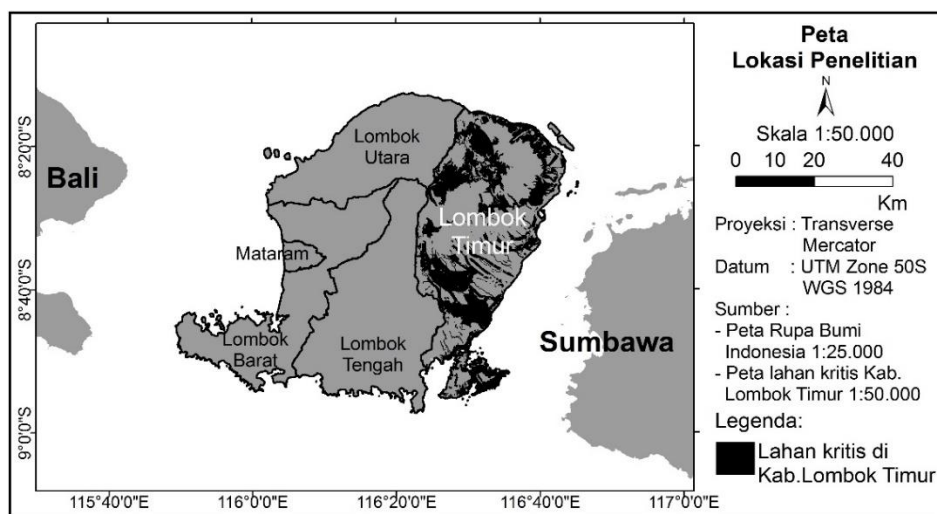 Peta
Lokasi Penelitian
N
Skala 1:50.000
0 10 20 40
Km
Proyeksi : Transverse
Mercator
Datum : UTM Zone 50S
WGS 1984
Sumber :
- Peta Rupa Bumi
Indonesia 1:25.000
- Peta lahan kritis Kab.
Lombok Timur 1:50.000
Legenda:
Lahan kritis di
Kab.Lombok Timur
Bali
Lombok
Utara
Lombok
Timur
Mataram
Lombok
Barat
Lombok
Tengah
Sumbawa
8°20'0"S
8°40'0"S
9°0'0"S
115°40'0"E 116°0'0"E 116°20'0"E 116°40'0"E 117°0'0"E